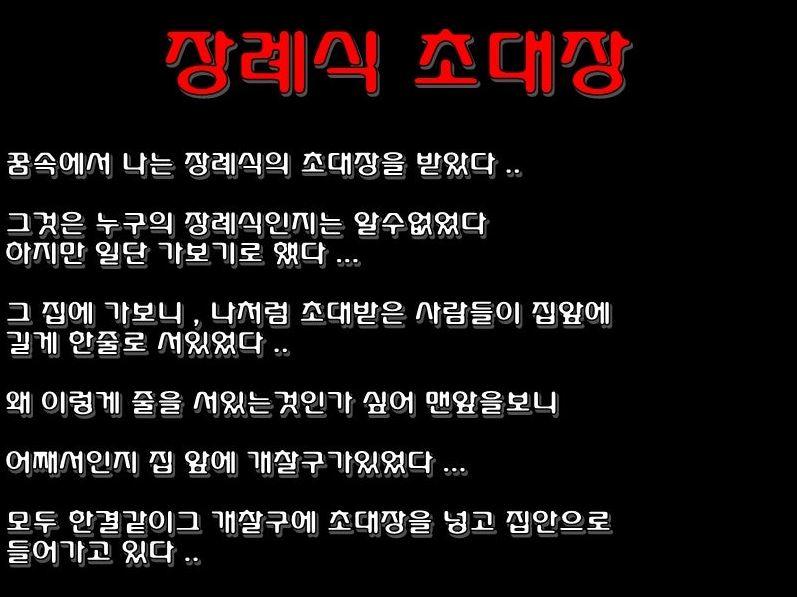 장례식 초대장
꿈속에서 나는 장례식의 초대장을 받았다 ..
그것은 누구의 장례식인지는 알수없었다
하지만 일단 가보기로 했다 ...
그 집에 가보니 , 나처럼 초대받은 사람들이 집앞에
길게 한줄로 서있었다 ..
왜 이렇게 줄을 서있는것인가 싶어 맨앞을보니
어째서인지 집 앞에 개찰구가있었다 ...
모두 한결같이그 개찰구에 초대장을 넣고 집안으로
들어가고 있다 ..